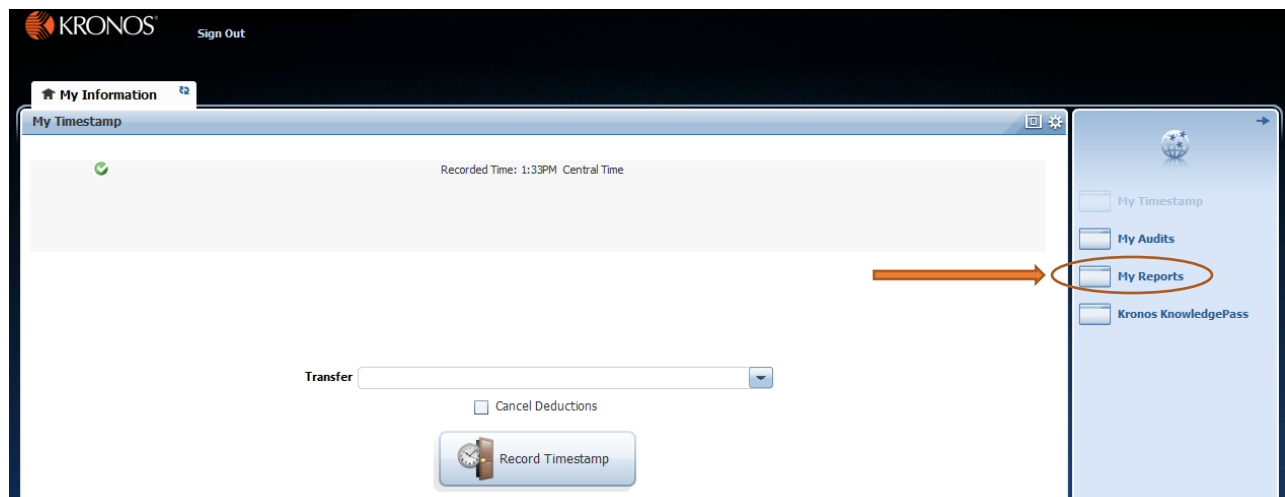 KRONOS
Sign Out
My Information
My Timestamp
Recorded Time: 1:33PM Central Time
My Timestamp
My Audits
My Reports
Kronos KnowledgePass
Transfer
Cancel Deductions
Record Timestamp